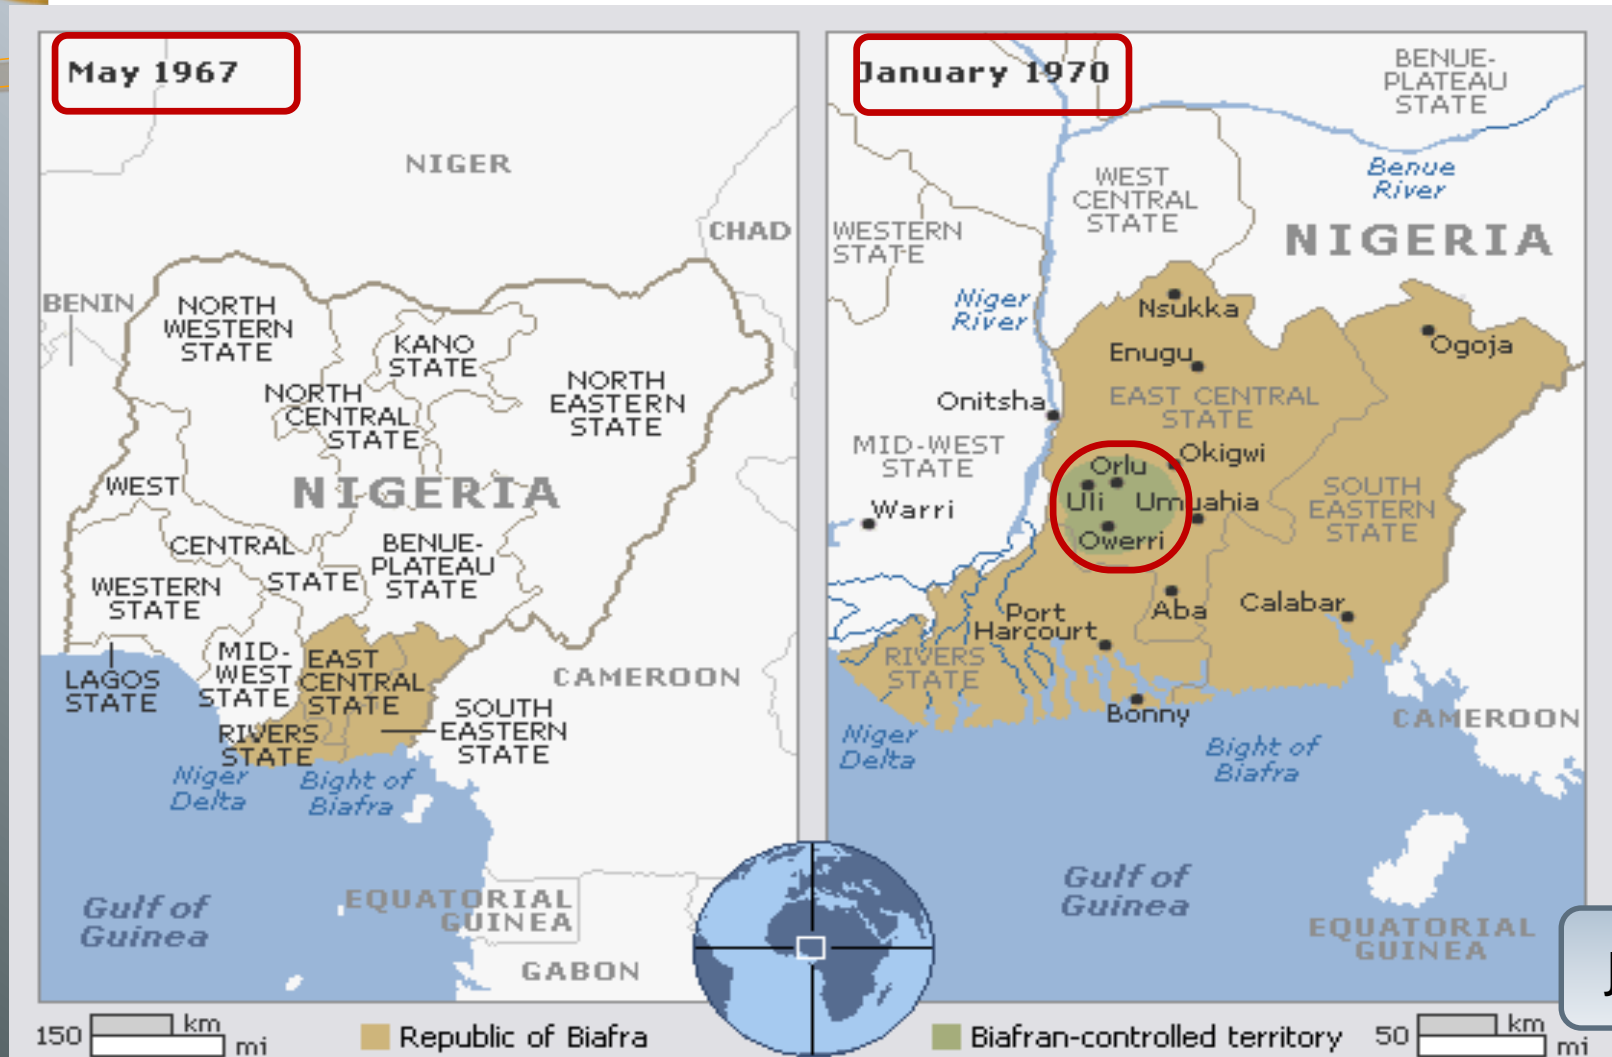 May 1967
NIGER
CHAD
BENIN
NORTH
WESTERN
STATE
KANO
STATE
NORTH
CENTRAL
STATE
NORTH
EASTERN
STATE
NIGERIA
WEST
CENTRAL
STATE
BENUE-
PLATEAU
STATE
WESTERN
STATE
MID-
WEST
STATE
EAST
CENTRAL
STATE
LAGOS
STATE
RIVERS
STATE
SOUTH
EASTERN
STATE
CAMEROON
Niger
Delta
Bight of
Biafra
Gulf of
Guinea
EQUATORIAL
GUINEA
GABON
January 1970
BENUE-
PLATEAU
STATE
Benue
River
WEST
CENTRAL
STATE
WESTERN
STATE
NIGERIA
Niger
River
Nsukka
Enugu
Ogoja
Onitsha
EAST CENTRAL
STATE
MID-WEST
STATE
Okigwi
Orlu
Uli
Umuahia
SOUTH
EASTERN
STATE
Warri
Owerri
Aba
Calabar
Port
Harcourt
RIVERS
STATE
Bonny
CAMEROON
Niger
Delta
Bight of
Biafra
Gulf of
Guinea
EQUATORIAL
GUINEA
150 km
mi
Republic of Biafra
Biafran-controlled territory
50 km
mi